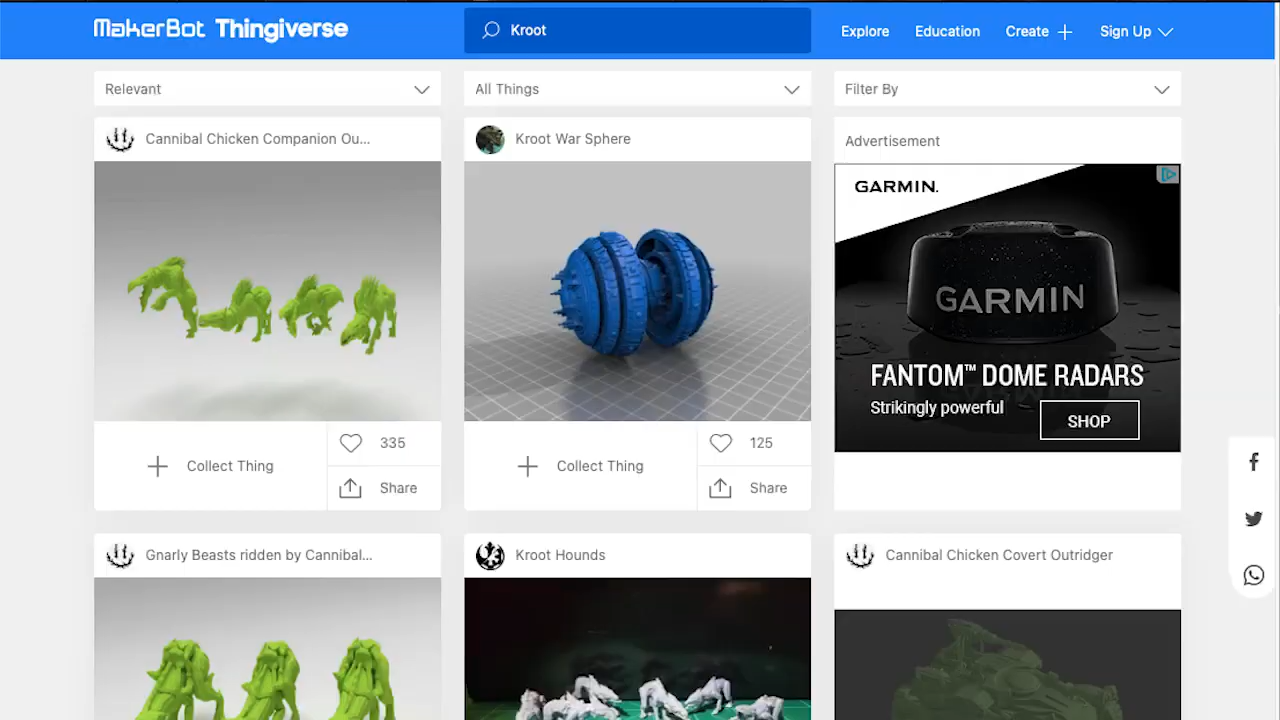 MakerBot Thingiverse
Kroot
Explore
Education
Create
Sign Up
Relevant
All Things
Filter By
Cannibal Chicken Companion Ou...
Kroot War Sphere
Advertisement
GARMIN.
GARMIN
FANTOM™ DOME RADARS
Strikingly powerful
SHOP
335
Collect Thing
Share
125
Collect Thing
Share
Gnarly Beasts ridden by Cannibal...
Kroot Hounds
Cannibal Chicken Covert Outridger